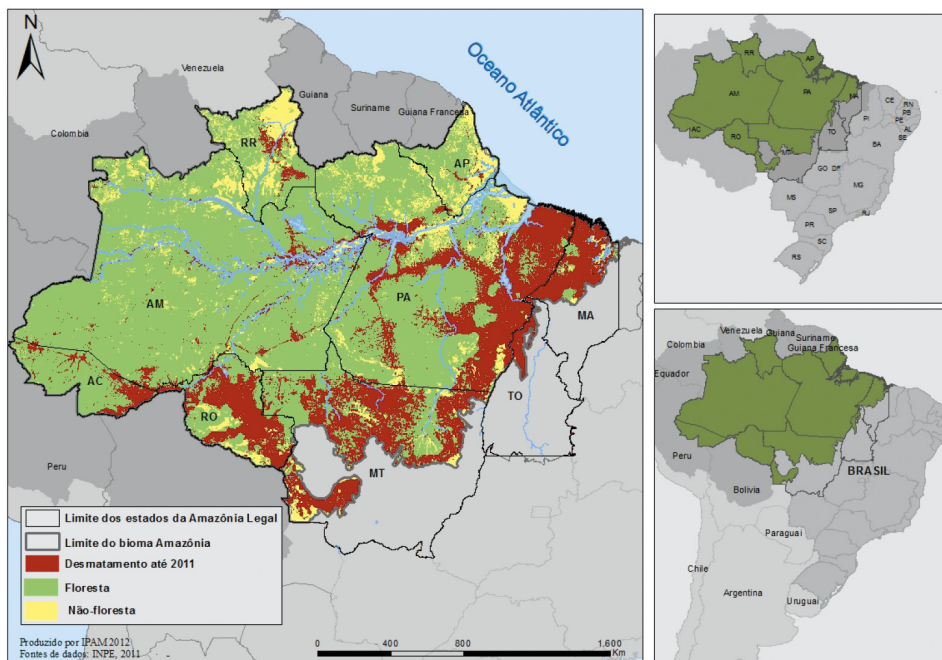 N
Oceano Atlântico
Venezuela
Guiana
Suriname
Guiana Francesa
Colombia
RR
AP
AM
PA
MA
AC
RO
TO
MT
Peru
Limite dos estados da Amazônia Legal
Limite do bioma Amazônia
Desmatamento até 2011
Floresta
Não-floresta
Produzido por IPAM 2012
Fontes de dados: INPE, 2011
0 400 800 1,600
Km
RR
AP
AM
PA
MA
CE
RN
PB
PE
AL
SE
PI
AC
RO
TO
BA
GO DF
MG
MS
SP
RJ
PR
SC
RS
Venezuela
Guiana
Suriname
Guiana Francesa
Colombia
Equador
Peru
BRASIL
Bolivia
Paraguai
Chile
Argentina
Uruguai